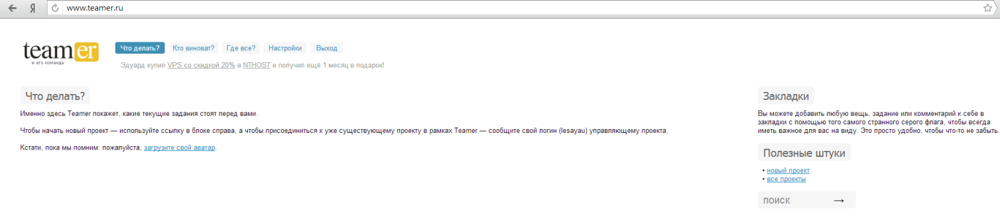 www.teamer.ru
teamer
и его команда
Что делать? Кто виноват? Где все? Настройки Выход
Эдуард купил VPS со скидкой 20% в NTHOST и получил ещё 1 месяц в подарок!
Что делать?
Именно здесь Teamer покажет, какие текущие задания стоят перед вами.
Чтобы начать новый проект — используйте ссылку в блоке справа, а чтобы присоединиться к уже существующему проекту в рамках Teamer — сообщите свой логин (lesayau) управляющему проекта.
Кстати, пока мы помним: пожалуйста, загрузите свой аватар.
Закладки
Вы можете добавить любую вещь, задание или комментарий к себе в
закладки с помощью того самого странного серого флага, чтобы всегда
иметь важное для вас на виду. Это просто удобно, чтобы что-то не забыть.
Полезные штуки
• новый проект
• все проекты
поиск →